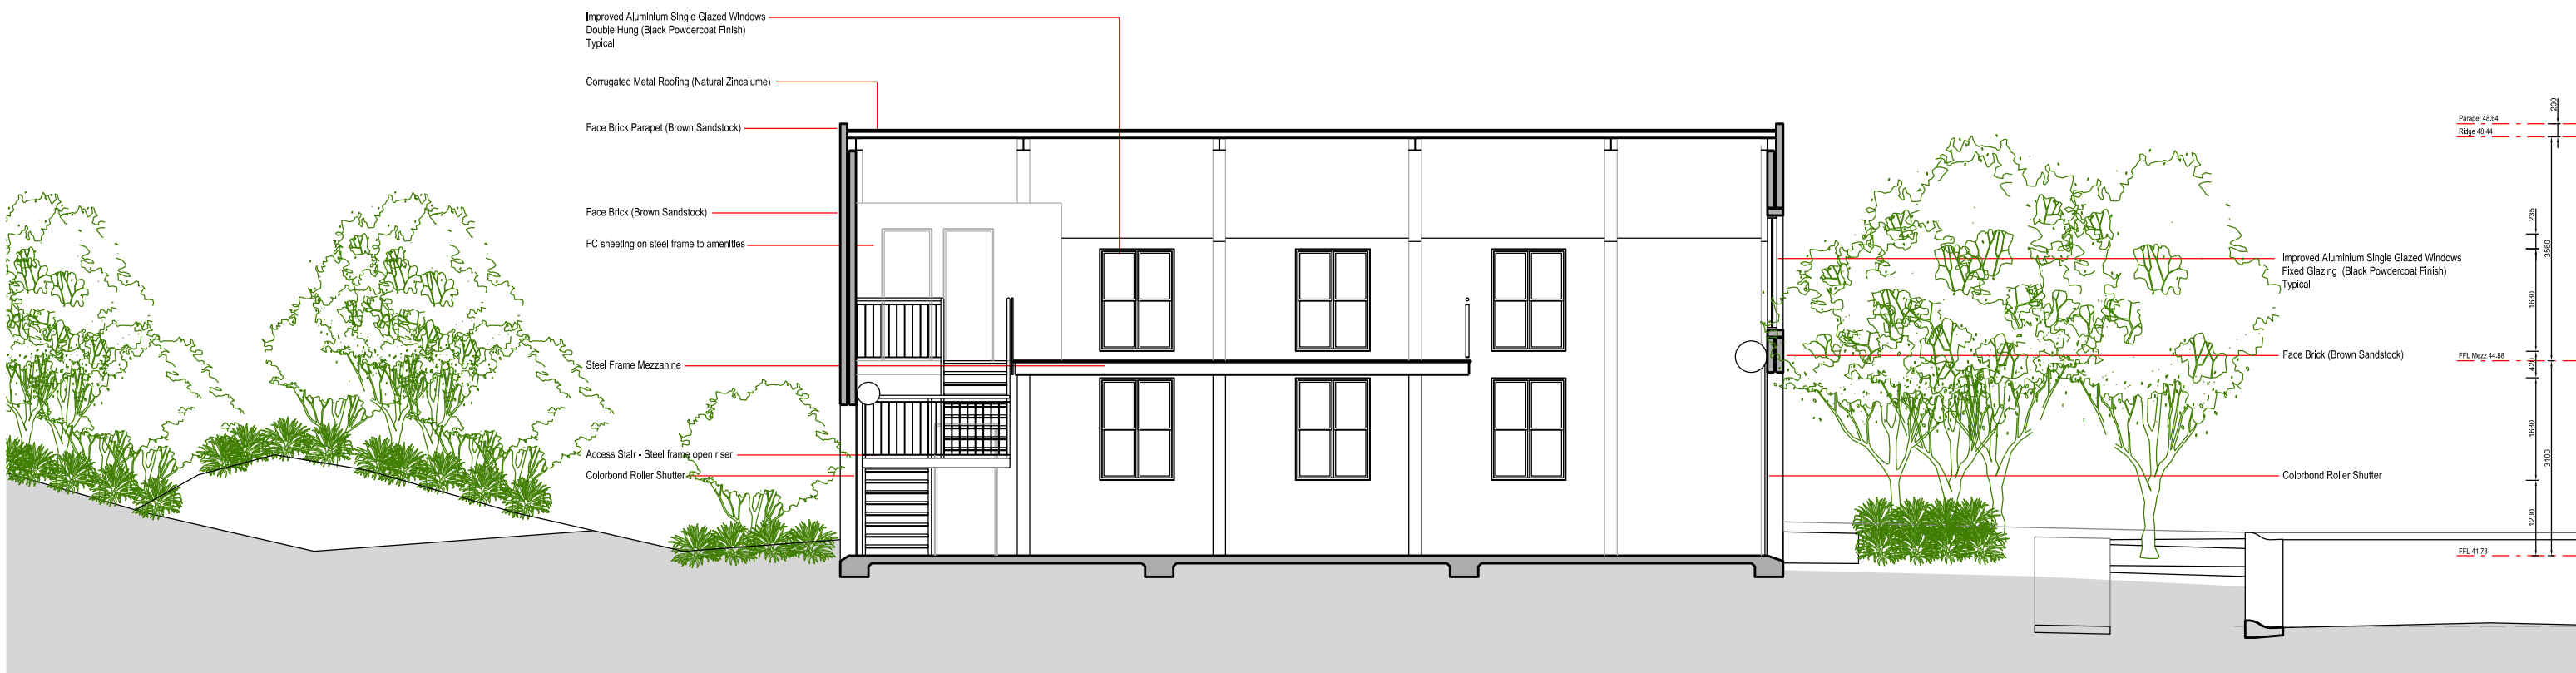 Improved Aluminium Single Glazed Windows
Double Hung (Black Powdercoat Finish)
Typical
Corrugated Metal Roofing (Natural Zincalume)
Face Brick Parapet (Brown Sandstock)
Face Brick (Brown Sandstock)
FC sheeting on steel frame to amenities
Steel Frame Mezzanine
Access Stair - Steel frame open riser
Colorbond Roller Shutter
Improved Aluminium Single Glazed Windows
Fixed Glazing (Black Powdercoat Finish)
Typical
Face Brick (Brown Sandstock)
Colorbond Roller Shutter
Parapet 48.64
Ridge 48.44
FFL Mezz 44.88
FFL 41.78
200
235
3560
1630
420
1630
3100
1200